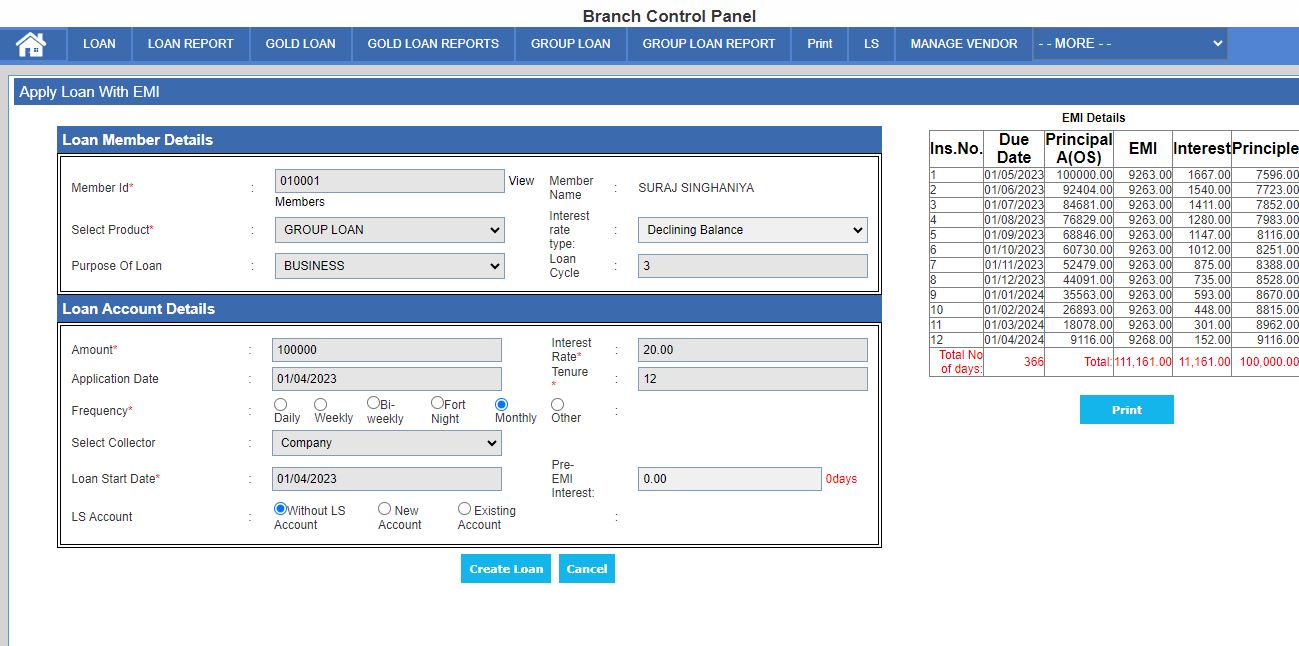 Branch Control Panel
LOAN LOAN REPORT GOLD LOAN GOLD LOAN REPORTS GROUP LOAN GROUP LOAN REPORT Print LS MANAGE VENDOR - - MORE - -
Apply Loan With EMI
Loan Member Details
Member Id* : 010001 View Members
Member Name : SURAJ SINGHANIYA
Select Product* : GROUP LOAN
Interest rate type: : Declining Balance
Purpose Of Loan : BUSINESS
Loan Cycle : 3
Loan Account Details
Amount* : 100000
Interest Rate* : 20.00
Application Date : 01/04/2023
Tenure * : 12
Frequency* : Daily Weekly Bi-weekly Fort Night Monthly Other :
Select Collector : Company
Loan Start Date* : 01/04/2023
Pre-EMI Interest: : 0.00 0days
LS Account : Without LS Account New Account Existing Account :
Create Loan Cancel
EMI Details
Ins.No. Due Date Principal A(OS) EMI Interest Principle
1 01/05/2023 100000.00 9263.00 1667.00 7596.00
2 01/06/2023 92404.00 9263.00 1540.00 7723.00
3 01/07/2023 84681.00 9263.00 1411.00 7852.00
4 01/08/2023 76829.00 9263.00 1280.00 7983.00
5 01/09/2023 68846.00 9263.00 1147.00 8116.00
6 01/10/2023 60730.00 9263.00 1012.00 8251.00
7 01/11/2023 52479.00 9263.00 875.00 8388.00
8 01/12/2023 44091.00 9263.00 735.00 8528.00
9 01/01/2024 35563.00 9263.00 593.00 8670.00
10 01/02/2024 26893.00 9263.00 448.00 8815.00
11 01/03/2024 18078.00 9263.00 301.00 8962.00
12 01/04/2024 9116.00 9268.00 152.00 9116.00
Total No of days: 366 Total: 111,161.00 11,161.00 100,000.00
Print